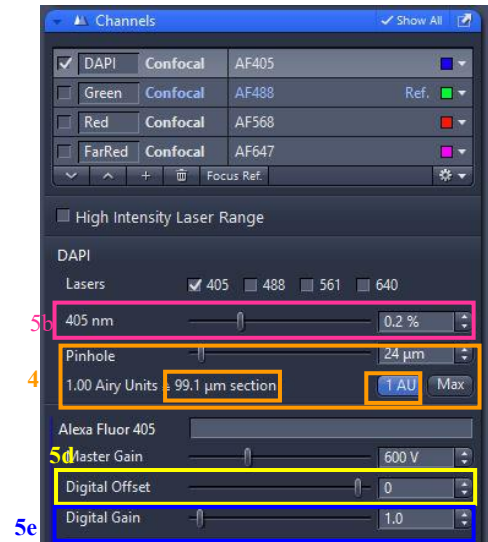 Channels Show All
DAPI Confocal AF405
Green Confocal AF488 Ref.
Red Confocal AF568
FarRed Confocal AF647
+ Focus Ref.
High Intensity Laser Range
DAPI
Lasers 405 488 561 640
5b 405 nm 0.2 %
Pinhole 24 µm
4 1.00 Airy Units = 99.1 µm section 1 AU Max
Alexa Fluor 405
5d Master Gain 600 V
Digital Offset 0
5e Digital Gain 1.0